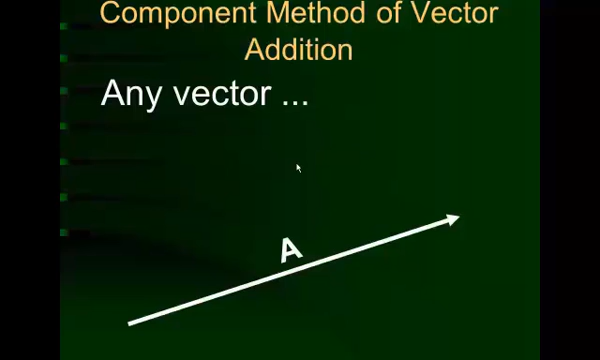 Component Method of Vector
Addition
Any vector ...
A